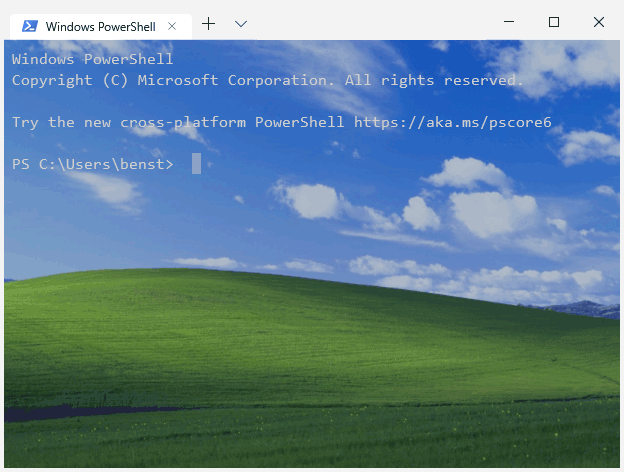 Windows PowerShell
Windows PowerShell
Copyright (C) Microsoft Corporation. All rights reserved.
Try the new cross-platform PowerShell https://aka.ms/pscore6
PS C:\Users\benst>